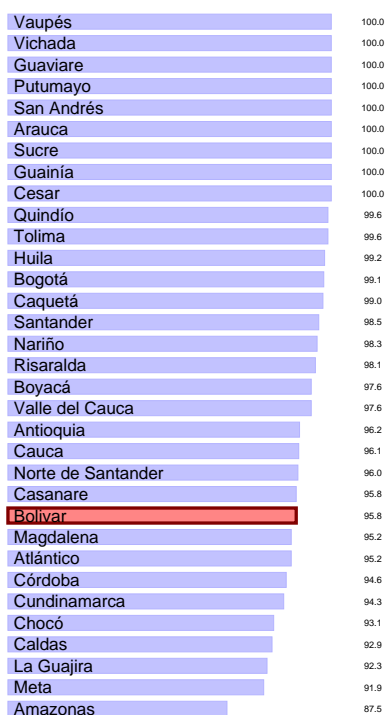 Vaupés 100.0
Vichada 100.0
Guaviare 100.0
Putumayo 100.0
San Andrés 100.0
Arauca 100.0
Sucre 100.0
Guainía 100.0
Cesar 100.0
Quindío 99.6
Tolima 99.6
Huila 99.2
Bogotá 99.1
Caquetá 99.0
Santander 98.5
Nariño 98.3
Risaralda 98.1
Boyacá 97.6
Valle del Cauca 97.6
Antioquia 96.2
Cauca 96.1
Norte de Santander 96.0
Casanare 95.8
Bolivar 95.8
Magdalena 95.2
Atlántico 95.2
Córdoba 94.6
Cundinamarca 94.3
Chocó 93.1
Caldas 92.9
La Guajira 92.3
Meta 91.9
Amazonas 87.5